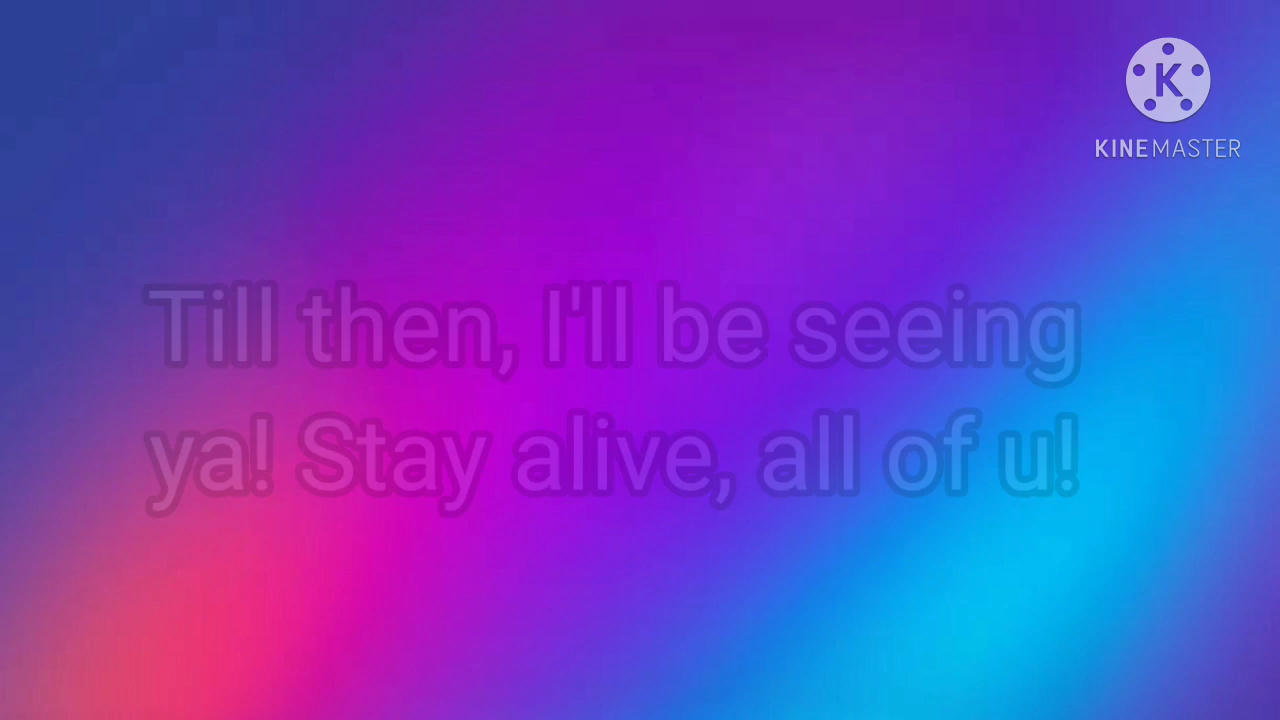 K
KINEMASTER
Till then, I'll be seeing
ya! Stay alive, all of u!